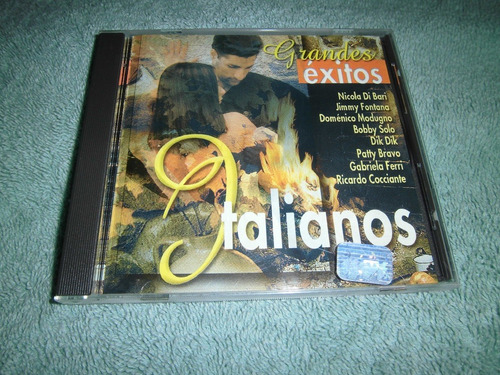 Grandes
éxitos
Nicola Di Bari
Jimmy Fontana
Doménico Modugno
Bobby Solo
Dik Dik
Patty Bravo
Gabriela Ferri
Ricardo Cocciante
Italianos